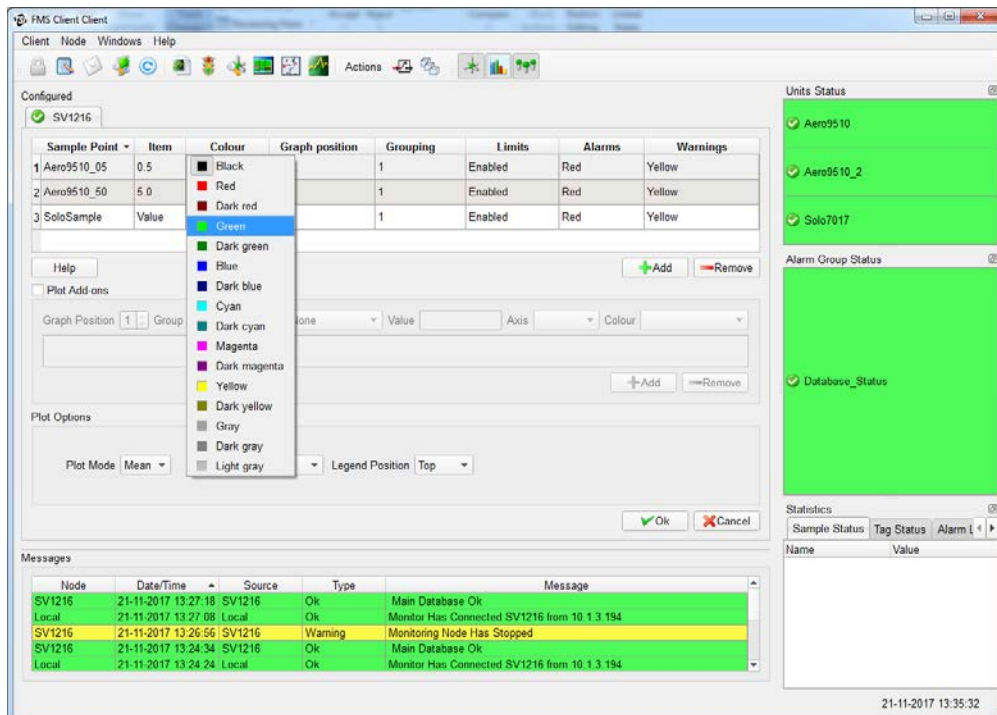 FMS Client Client
Client Node Windows Help
Actions
Configured
SV1216
Sample Point Item Colour Graph position Grouping Limits Alarms Warnings
1 Aero9510_05 0.5 1 Enabled Red Yellow
2 Aero9510_50 5.0 1 Enabled Red Yellow
3 SoloSample Value 1 Enabled Red Yellow
Black
Red
Dark red
Green
Dark green
Blue
Dark blue
Cyan
Dark cyan
Magenta
Dark magenta
Yellow
Dark yellow
Gray
Dark gray
Light gray
Help Add Remove
Plot Add-ons
Graph Position 1 Group Value Axis Colour
Add Remove
Plot Options
Plot Mode Mean Legend Position Top
Ok Cancel
Messages
Node Date/Time Source Type Message
SV1216 21-11-2017 13:27:18 SV1216 Ok Main Database Ok
Local 21-11-2017 13:27:08 Local Ok Monitor Has Connected SV1216 from 10.1.3.194
SV1216 21-11-2017 13:26:56 SV1216 Warning Monitoring Node Has Stopped
SV1216 21-11-2017 13:24:34 SV1216 Ok Main Database Ok
Local 21-11-2017 13:24:24 Local Ok Monitor Has Connected SV1216 from 10.1.3.194
Units Status
Aero9510
Aero9510_2
Solo7017
Alarm Group Status
Database_Status
Statistics
Sample Status Tag Status Alarm
Name Value
21-11-2017 13:35:32